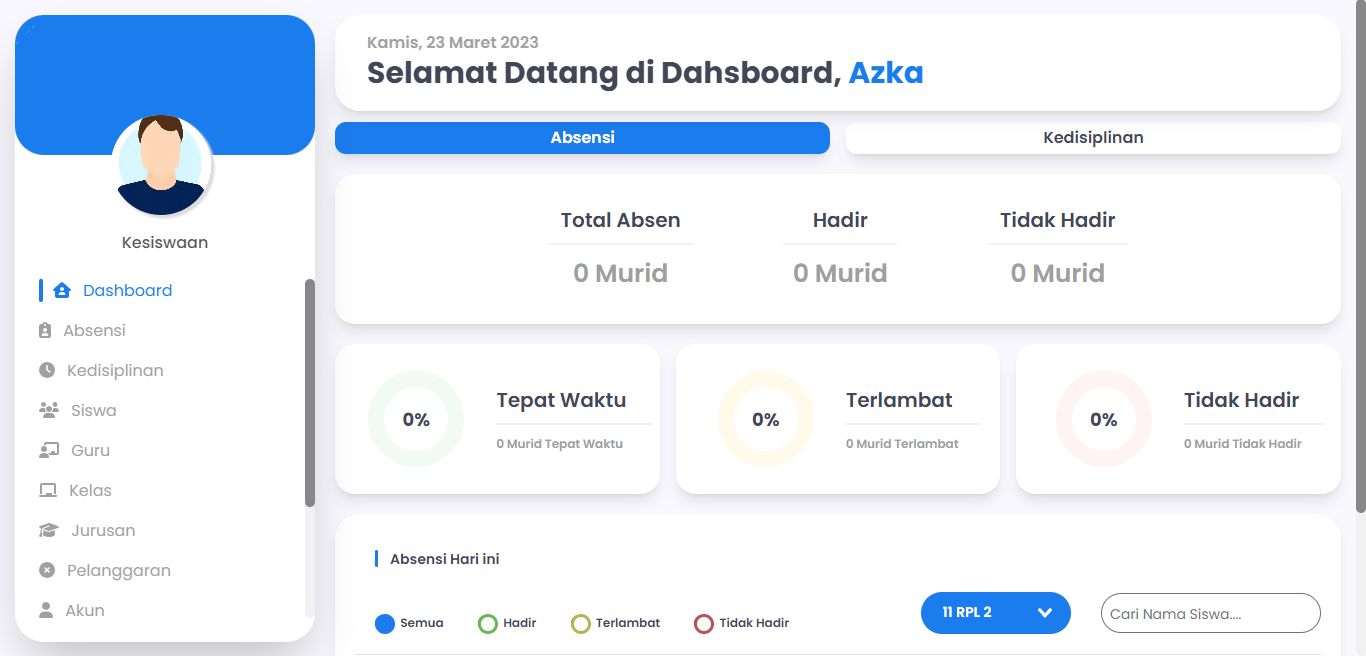 Kesiswaan
Dashboard
Absensi
Kedisiplinan
Siswa
Guru
Kelas
Jurusan
Pelanggaran
Akun
Kamis, 23 Maret 2023
Selamat Datang di Dahsboard, Azka
Absensi
Kedisiplinan
Total Absen
0 Murid
Hadir
0 Murid
Tidak Hadir
0 Murid
0%
Tepat Waktu
0 Murid Tepat Waktu
0%
Terlambat
0 Murid Terlambat
0%
Tidak Hadir
0 Murid Tidak Hadir
Absensi Hari ini
Semua Hadir Terlambat Tidak Hadir
11 RPL 2
Cari Nama Siswa....